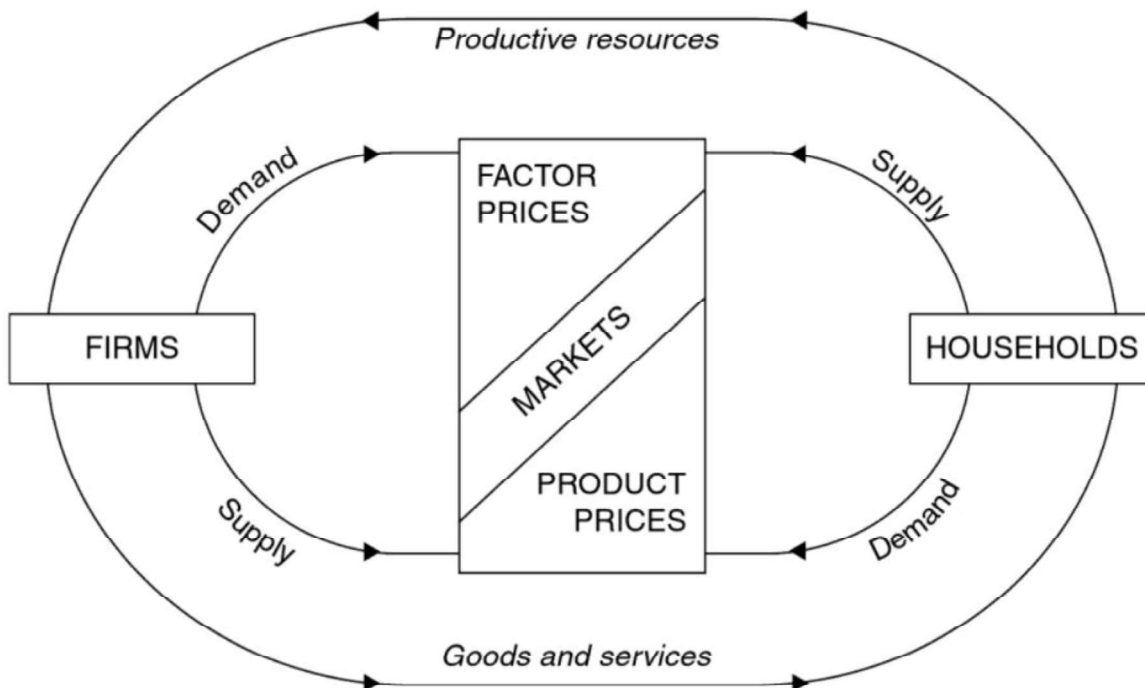 Productive resources
Demand
Supply
FACTOR
PRICES
FIRMS
MARKETS
HOUSEHOLDS
PRODUCT
PRICES
Supply
Demand
Goods and services